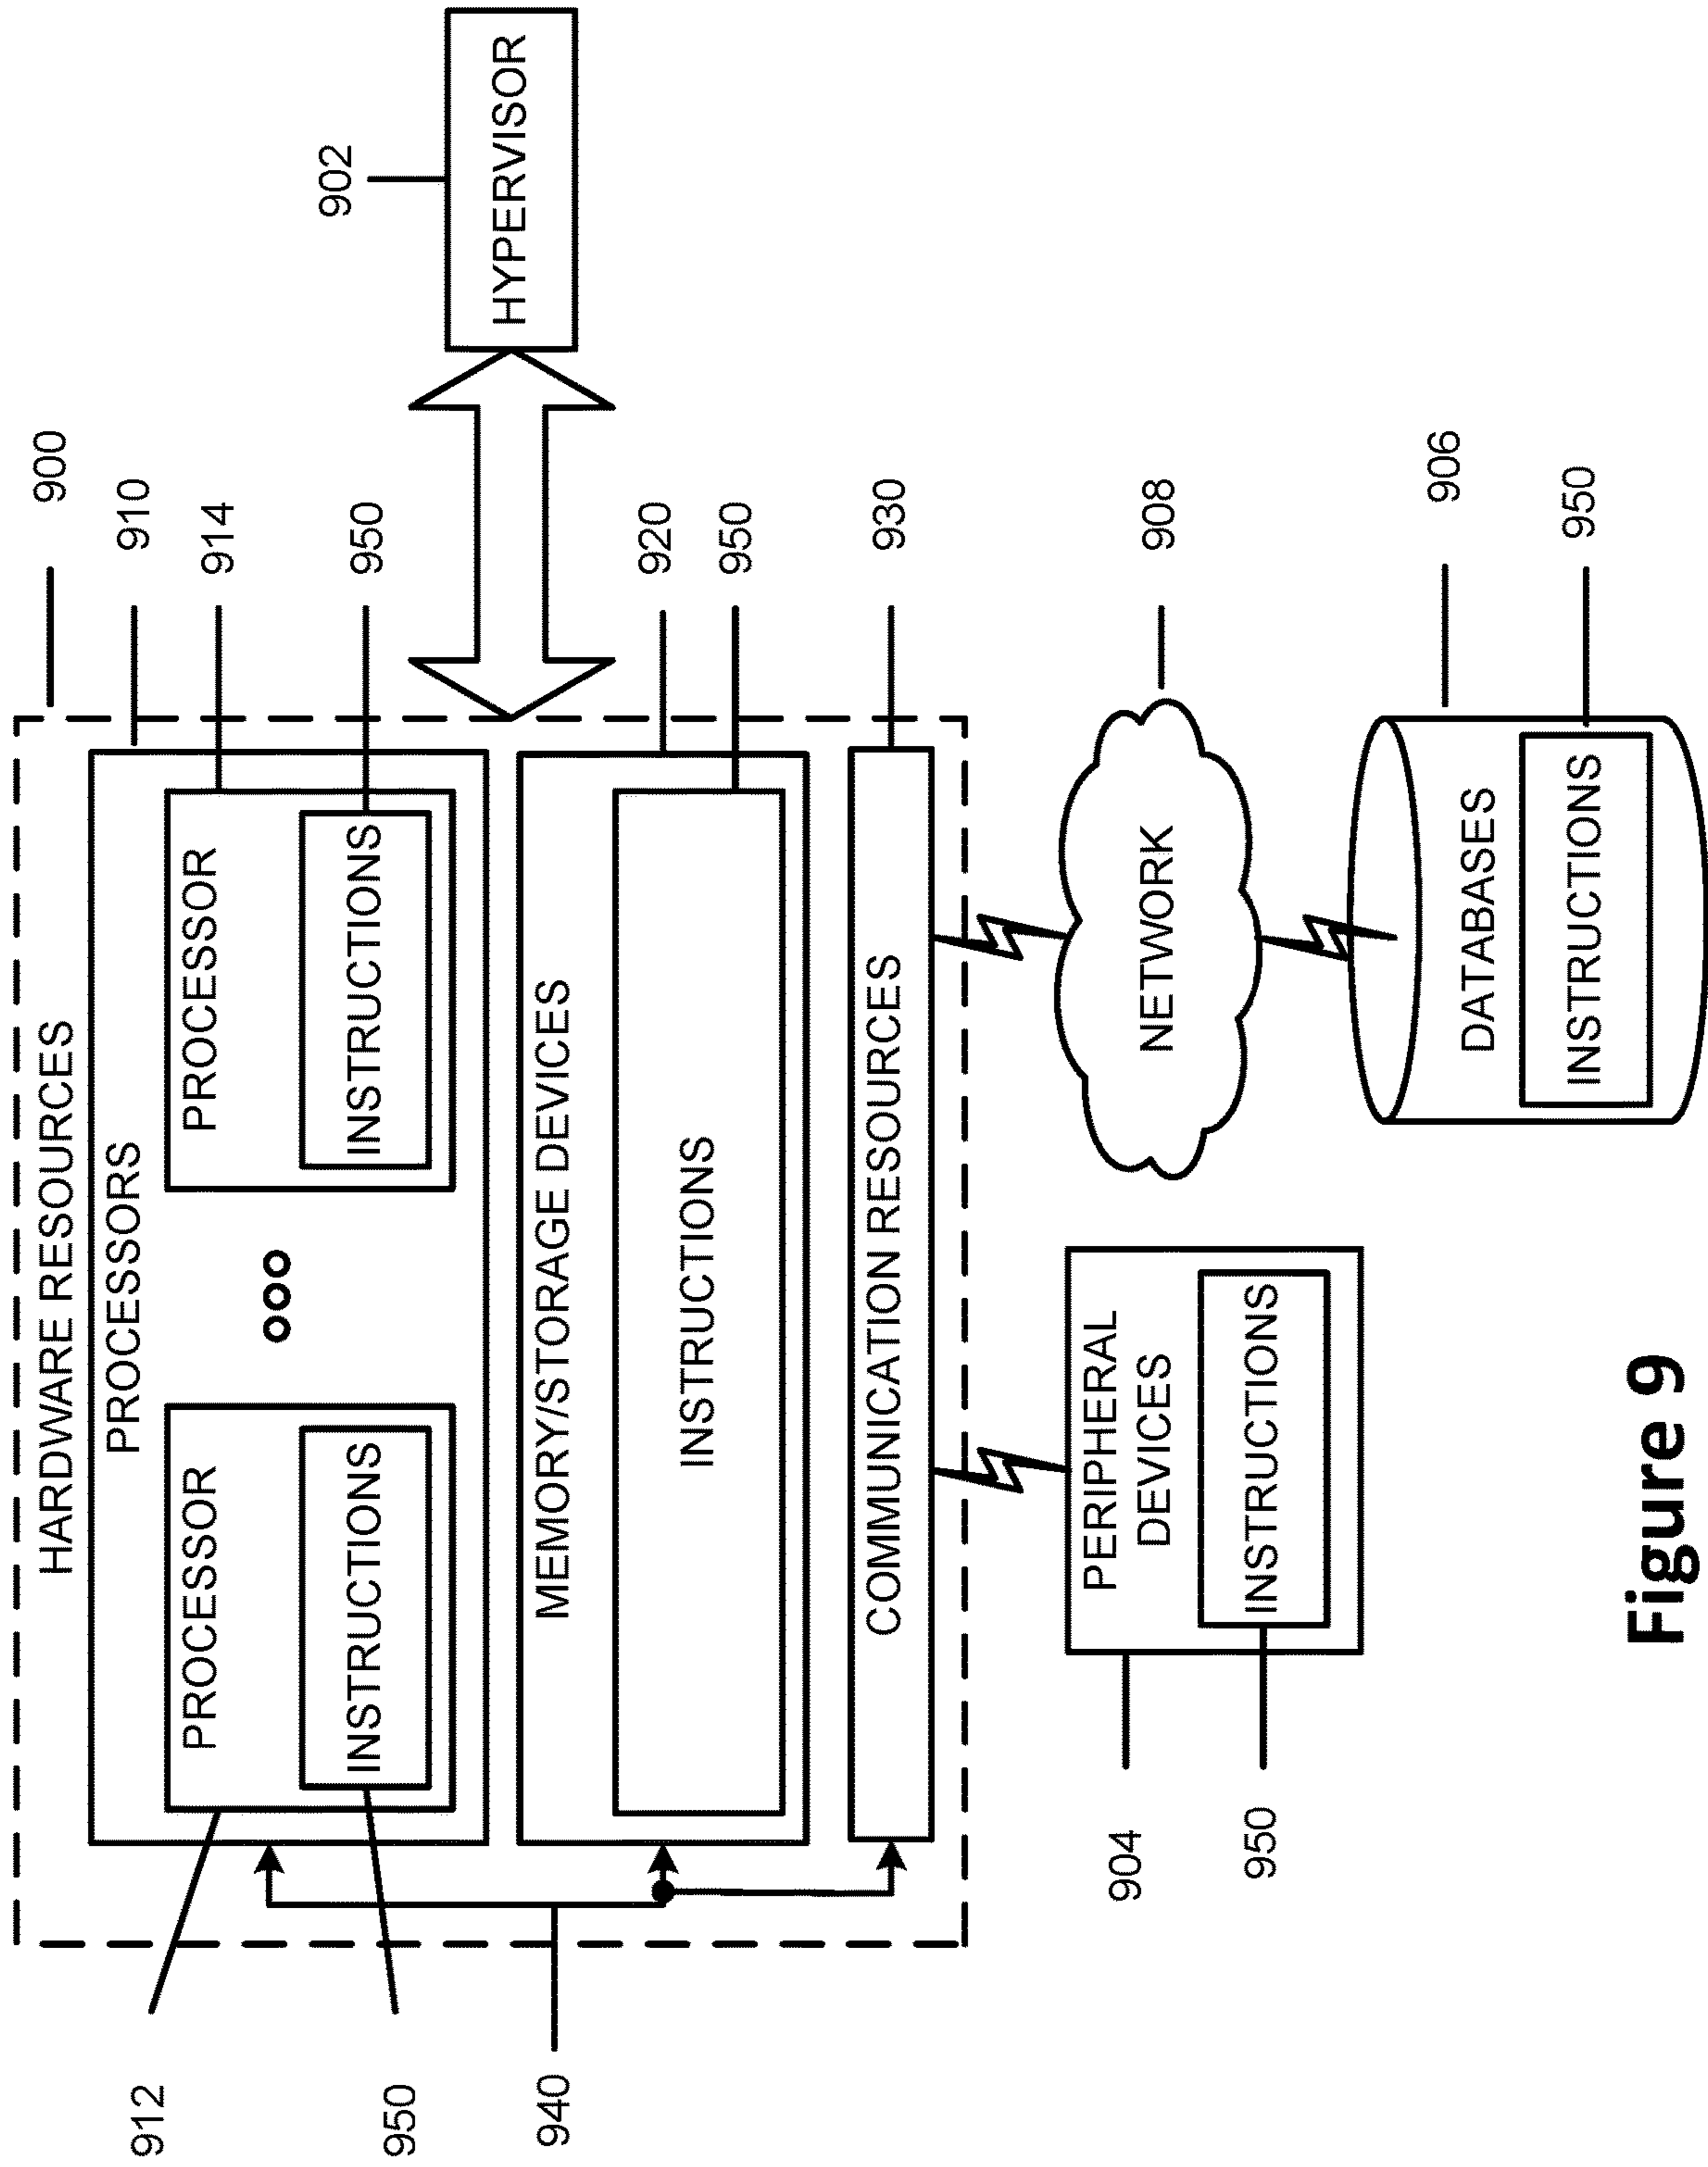 HARDWARE RESOURCES
900
PROCESSORS
910
912
PROCESSOR
PROCESSOR
914
950
INSTRUCTIONS
INSTRUCTIONS
950
902
HYPERVISOR
940
MEMORY/STORAGE DEVICES
920
INSTRUCTIONS
950
COMMUNICATION RESOURCES
930
904
PERIPHERAL
DEVICES
950
INSTRUCTIONS
NETWORK
908
DATABASES
906
INSTRUCTIONS
950
Figure 9